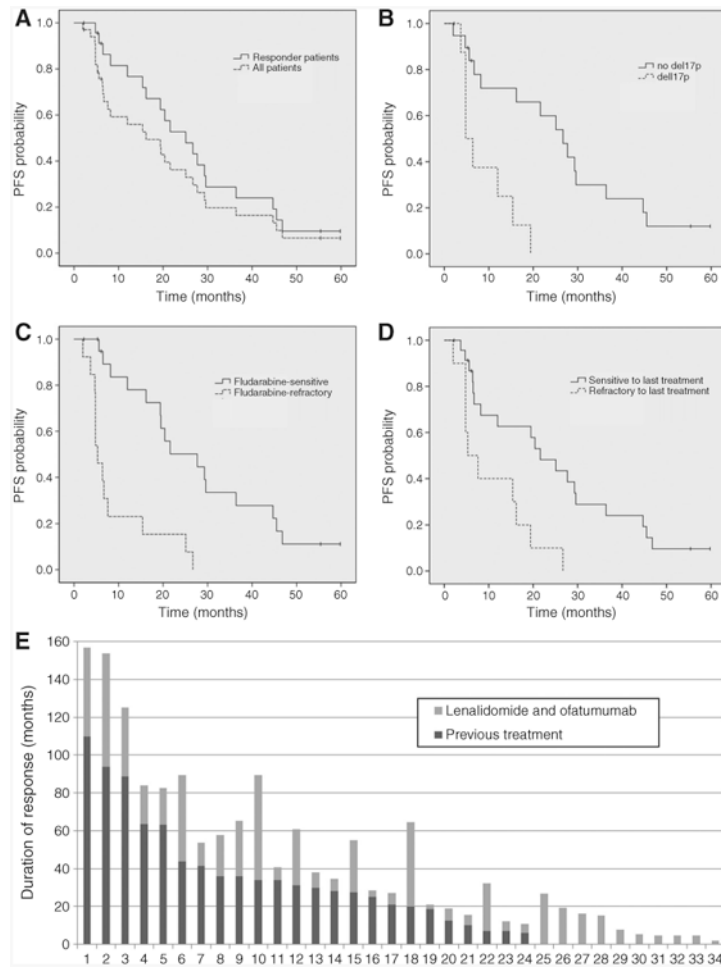 A
PFS probability
1.0
0.8
0.6
0.4
0.2
0.0
Responder patients
All patients
0 10 20 30 40 50 60
Time (months)
B
PFS probability
1.0
0.8
0.6
0.4
0.2
0.0
no del17p
dell17p
0 10 20 30 40 50 60
Time (months)
C
PFS probability
1.0
0.8
0.6
0.4
0.2
0.0
Fludarabine-sensitive
Fludarabine-refractory
0 10 20 30 40 50 60
Time (months)
D
PFS probability
1.0
0.8
0.6
0.4
0.2
0.0
Sensitive to last treatment
Refractory to last treatment
0 10 20 30 40 50 60
Time (months)
E
Duration of response (months)
160
140
120
100
80
60
40
20
0
Lenalidomide and ofatumumab
Previous treatment
1 2 3 4 5 6 7 8 9 10 11 12 13 14 15 16 17 18 19 20 21 22 23 24 25 26 27 28 29 30 31 32 33 34